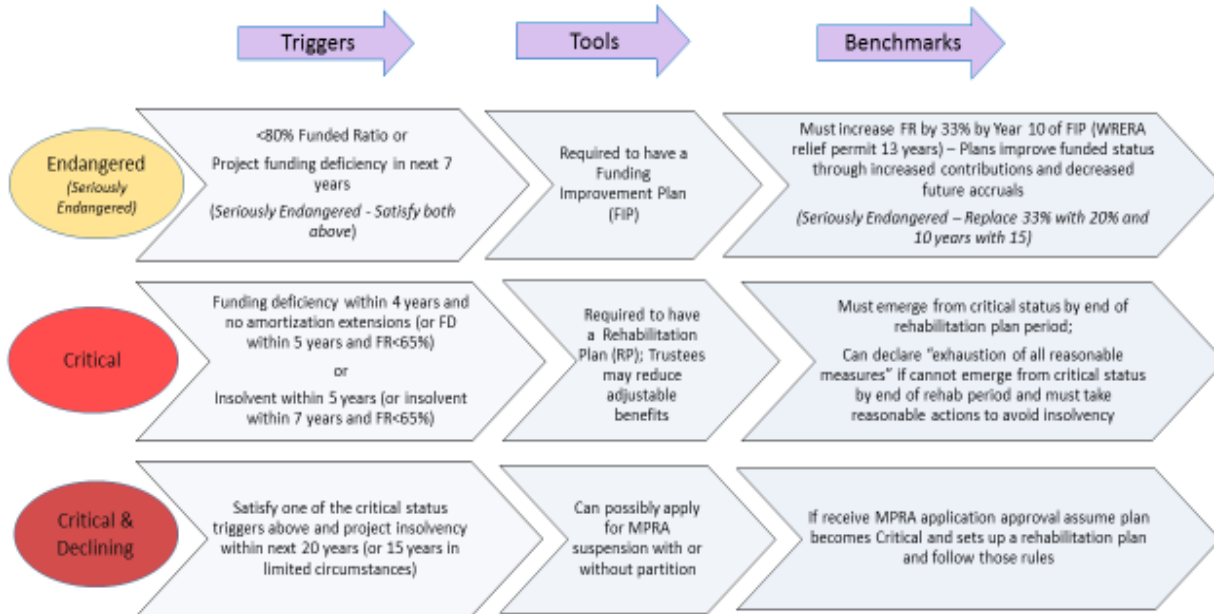 Triggers
Tools
Benchmarks
Endangered
(Seriously
Endangered)
<80% Funded Ratio or
Project funding deficiency in next 7
years
(Seriously Endangered - Satisfy both
above)
Required to have a
Funding
Improvement Plan
(FIP)
Must increase FR by 33% by Year 10 of FIP (WRERA
relief permit 13 years) – Plans improve funded status
through increased contributions and decreased
future accruals
(Seriously Endangered – Replace 33% with 20% and
10 years with 15)
Critical
Funding deficiency within 4 years and
no amortization extensions (or FD
within 5 years and FR<65%)
or
Insolvent within 5 years (or insolvent
within 7 years and FR<65%)
Required to have
a Rehabilitation
Plan (RP); Trustees
may reduce
adjustable
benefits
Must emerge from critical status by end of
rehabilitation plan period;
Can declare "exhaustion of all reasonable
measures" if cannot emerge from critical status
by end of rehab period and must take
reasonable actions to avoid insolvency
Critical &
Declining
Satisfy one of the critical status
triggers above and project insolvency
within next 20 years (or 15 years in
limited circumstances)
Can possibly apply
for MPRA
suspension with or
without partition
If receive MPRA application approval assume plan
becomes Critical and sets up a rehabilitation plan
and follow those rules